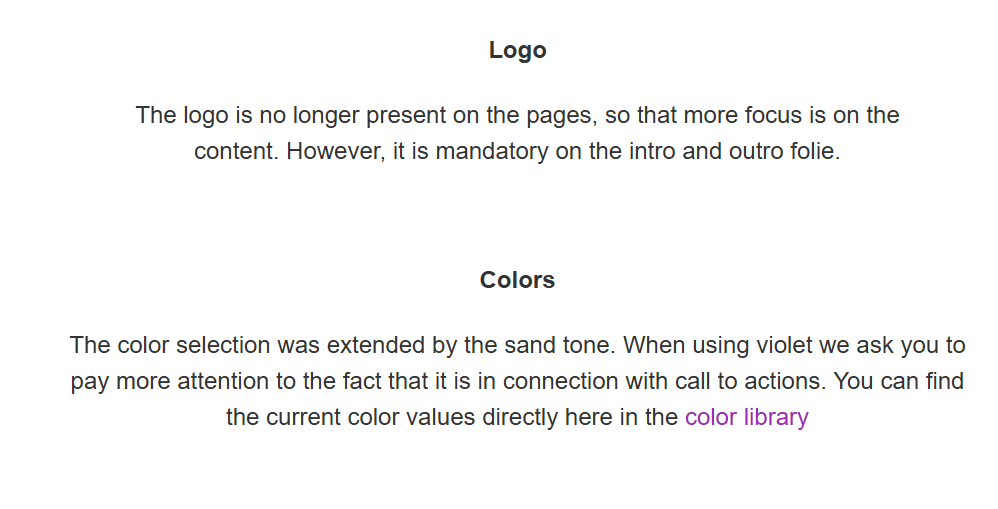 Logo
The logo is no longer present on the pages, so that more focus is on the
content. However, it is mandatory on the intro and outro folie.
Colors
The color selection was extended by the sand tone. When using violet we ask you to
pay more attention to the fact that it is in connection with call to actions. You can find
the current color values directly here in the color library